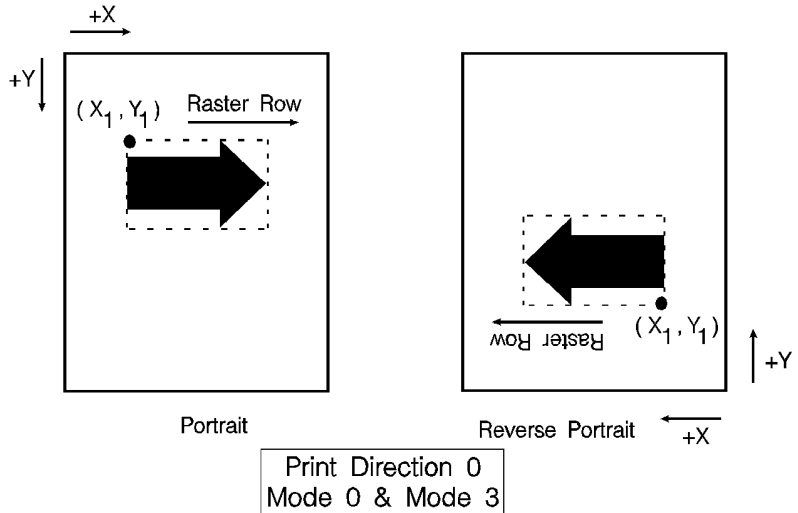 +X
+Y
(X1, Y1)
Raster Row
Portrait
Raster Row
(X1, Y1)
+Y
Reverse Portrait
+X
Print Direction 0
Mode 0 & Mode 3